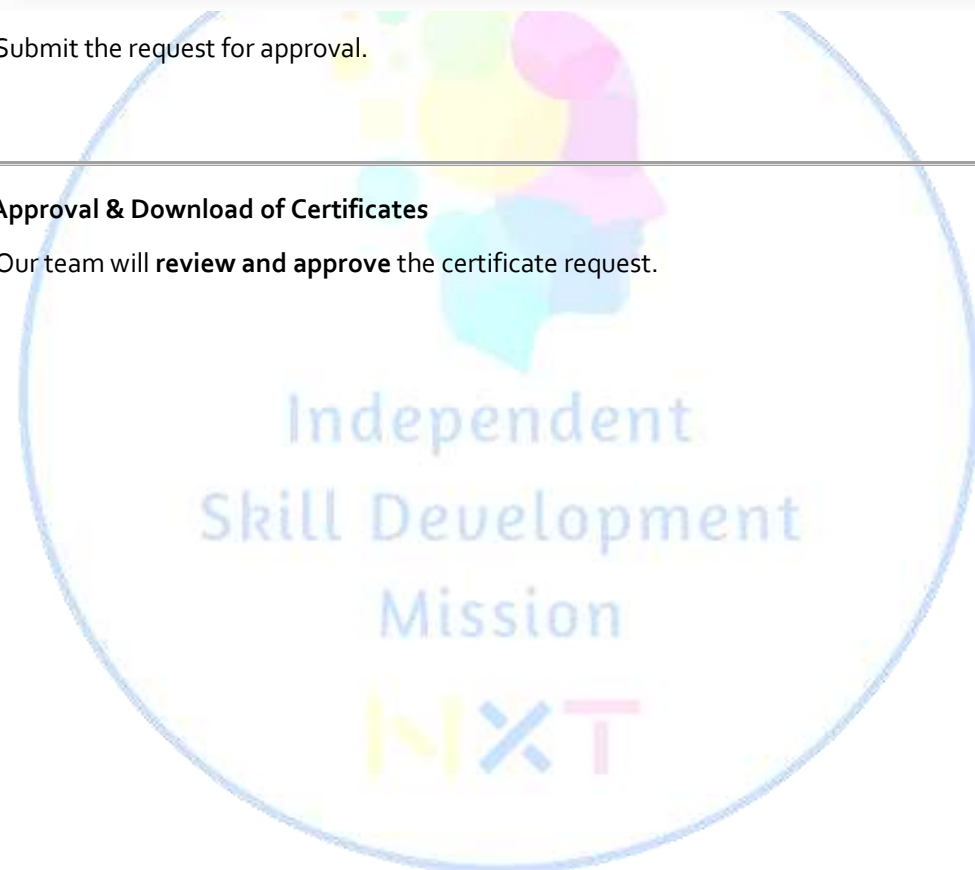 Submit the request for approval.
Approval & Download of Certificates
Our team will review and approve the certificate request.
Independent
Skill Development
Mission
NXT